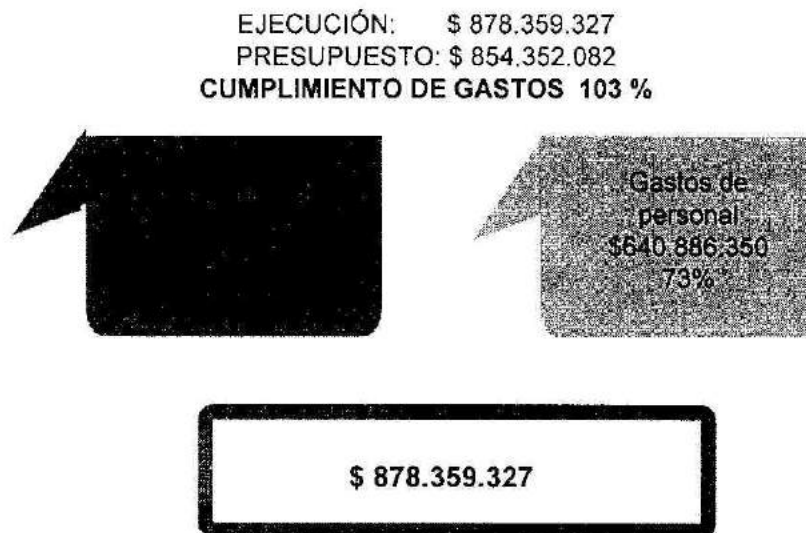 EJECUCIÓN: $ 878.359.327
PRESUPUESTO: $ 854.352.082
CUMPLIMIENTO DE GASTOS 103 %
Gastos de
personal
$640.886.350
73%
$ 878.359.327